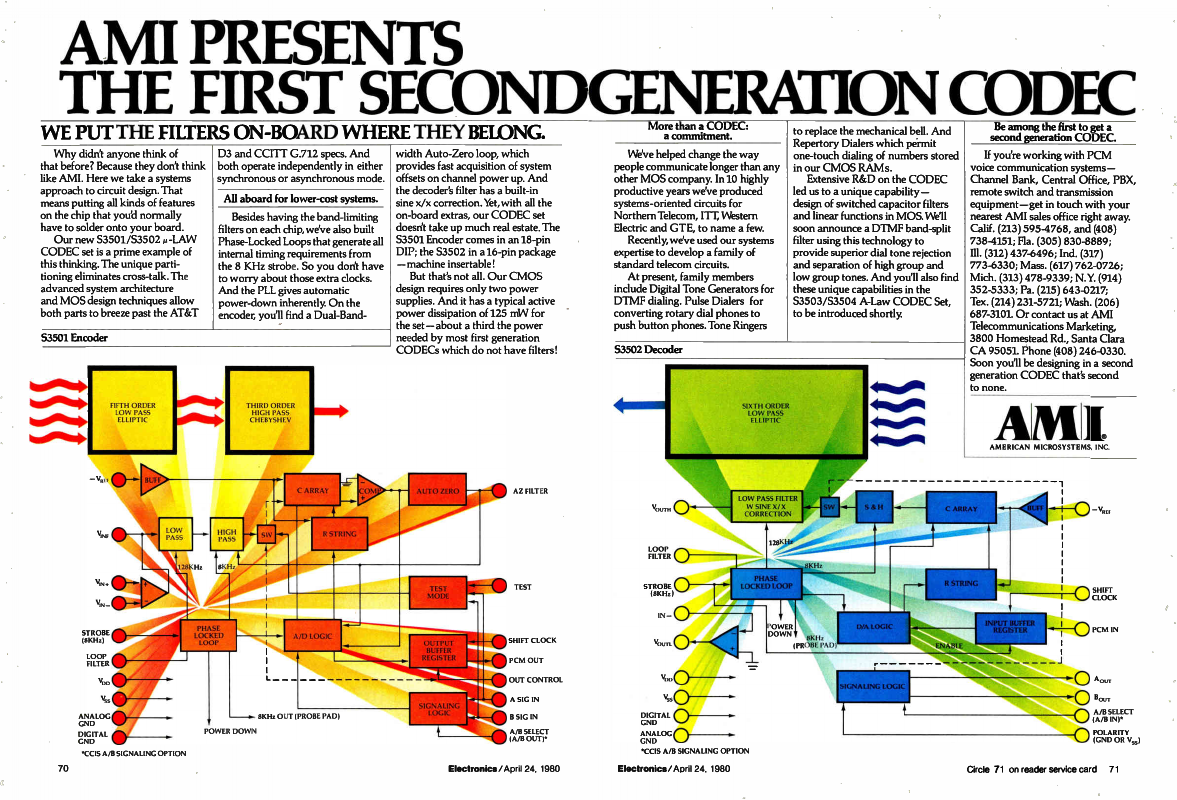 AMI PRESENTS
THE FIRST SECOND GENERATION CODEC
WE PUT THE FILTERS ON-BOARD WHERE THEY BELONG.
Why didn't anyone think of
that before? Because they don't think
like AMI. Here we take a systems
approach to circuit design. That
means putting all kinds of features
on the chip that you'd normally
have to solder onto your board.
Our new S3501/S3502 μ-LAW
CODEC set is a prime example of
this thinking. The unique parti-
tioning eliminates cross-talk. The
advanced system architecture
and MOS design techniques allow
both parts to breeze past the AT&T
D3 and CCITT G.712 specs. And
both operate independently in either
synchronous or asynchronous mode.
All aboard for lower-cost systems.
Besides having the band-limiting
filters on each chip, we've also built
Phase-Locked Loops that generate all
internal timing requirements from
the 8 KHz strobe. So you don't have
to worry about those extra clocks.
And the PLL gives automatic
power-down inherently. On the
encoder, you'll find a Dual-Band-
width Auto-Zero loop, which
provides fast acquisition of system
offsets on channel power up. And
the decoder's filter has a built-in
sine x/x correction. Yet, with all the
on-board extras, our CODEC set
doesn't take up much real estate. The
S3501 Encoder comes in an 18-pin
DIP; the S3502 in a 16-pin package
—machine insertable!
But that's not all. Our CMOS
design requires only two power
supplies. And it has a typical active
power dissipation of 125 mW for
the set—about a third the power
needed by most first generation
CODECs which do not have filters!
More than a CODEC:
a commitment.
We've helped change the way
people communicate longer than any
other MOS company. In 10 highly
productive years we've produced
systems-oriented circuits for
Northern Telecom, ITT, Western
Electric and GTE, to name a few.
Recently, we've used our systems
expertise to develop a family of
standard telecom circuits.
At present, family members
include Digital Tone Generators for
DTMF dialing. Pulse Dialers for
converting rotary dial phones to
push button phones. Tone Ringers
to replace the mechanical bell. And
Repertory Dialers which permit
one-touch dialing of numbers stored
in our CMOS RAMs.
Extensive R&D on the CODEC
led us to a unique capability—
design of switched capacitor filters
and linear functions in MOS. We'll
soon announce a DTMF band-split
filter using this technology to
provide superior dial tone rejection
and separation of high group and
low group tones. And you'll also find
these unique capabilities in the
S3503/S3504 A-Law CODEC Set,
to be introduced shortly.
Be among the first to get a
second generation CODEC.
If you're working with PCM
voice communication systems—
Channel Bank, Central Office, PBX,
remote switch and transmission
equipment—get in touch with your
nearest AMI sales office right away.
Calif. (213) 595-4768, and (408)
738-4151; Fla. (305) 830-8889;
Ill. (312) 437-6496; Ind. (317)
773-6330; Mass. (617) 762-0726;
Mich. (313) 478-9339; N.Y. (914)
352-5333; Pa. (215) 643-0217;
Tex. (214) 231-5721; Wash. (206)
687-3101. Or contact us at AMI
Telecommunications Marketing,
3800 Homestead Rd., Santa Clara
CA 95051. Phone (408) 246-0330.
Soon you'll be designing in a second
generation CODEC that's second
to none.
AMI®
AMERICAN MICROSYSTEMS, INC.
S3501 Encoder
FIFTH ORDER
LOW PASS
ELLIPTIC
THIRD ORDER
HIGH PASS
CHEBYSHEV
-VREF
BUFF
C ARRAY
COMP
AUTO ZERO
AZ FILTER
VINF
LOW
PASS
HIGH
PASS
SW
R STRING
128KHz
8KHz
VIN+
VIN-
TEST
MODE
TEST
STROBE
(8KHz)
PHASE
LOCKED
LOOP
A/D LOGIC
OUTPUT
BUFFER
REGISTER
SHIFT CLOCK
PCM OUT
LOOP
FILTER
OUT CONTROL
VDD
VSS
SIGNALING
LOGIC
A SIG IN
B SIG IN
ANALOG
GND
DIGITAL
GND
8KHz OUT (PROBE PAD)
POWER DOWN
A/B SELECT
(A/B OUT)*
*CCIS A/B SIGNALING OPTION
S3502 Decoder
SIXTH ORDER
LOW PASS
ELLIPTIC
VOUTH
LOW PASS FILTER
W SINE X/X
CORRECTION
SW
S & H
C ARRAY
BUFF
-VREF
128KHz
LOOP
FILTER
8KHz
STROBE
(8KHz)
PHASE
LOCKED LOOP
R STRING
SHIFT
CLOCK
IN-
POWER
DOWN
8KHz
(PROBE PAD)
D/A LOGIC
INPUT BUFFER
REGISTER
PCM IN
VOUTL
ENABLE
VDD
VSS
SIGNALING LOGIC
AOUT
BOUT
DIGITAL
GND
ANALOG
GND
A/B SELECT
(A/B IN)*
POLARITY
(GND OR VSS)
*CCIS A/B SIGNALING OPTION
70
Electronics/April 24, 1980
Electronics/April 24, 1980
Circle 71 on reader service card 71